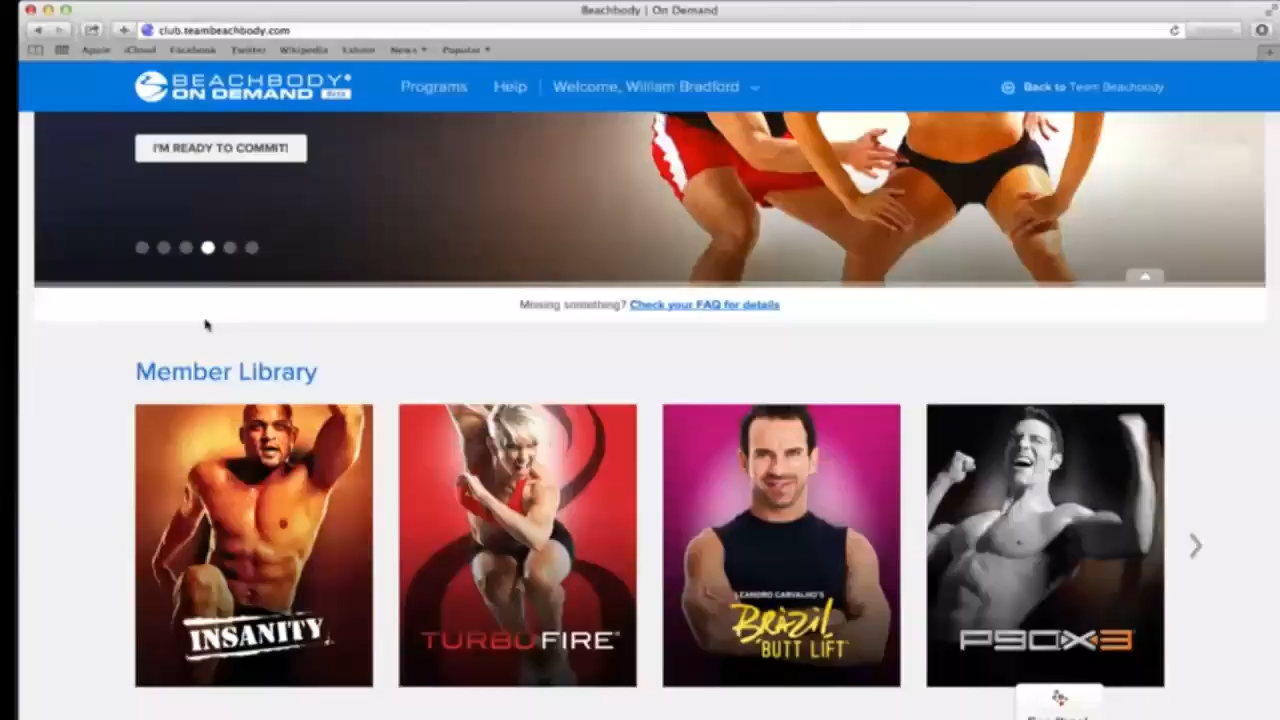 Beachbody | On Demand
club.teambeachbody.com
Apple iCloud Facebook Twitter Wikipedia Yahoo News Popular
BEACHBODY
ON DEMAND BETA
Programs Help Welcome, William Bradford
Back to Team Beachbody
I'M READY TO COMMIT!
Missing something? Check your FAQ for details
Member Library
INSANITY
TURBO FIRE
LEANDRO CARVALHO'S
BRAZIL
BUTT LIFT
P90X3